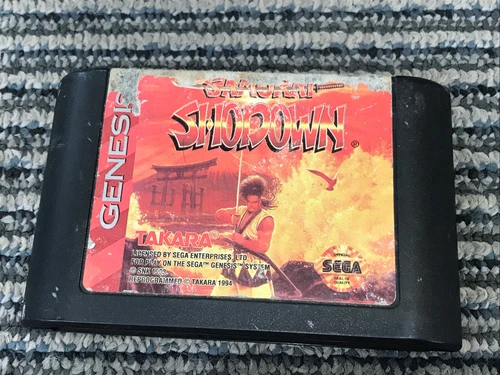 GENESIS
SAMURAI
SHODOWN®
TAKARA®
LICENSED BY SEGA ENTERPRISES, LTD.
FOR PLAY ON THE SEGA™ GENESIS™ SYSTEM
© SNK
REPROGRAMMED © TAKARA 1994
SEGA